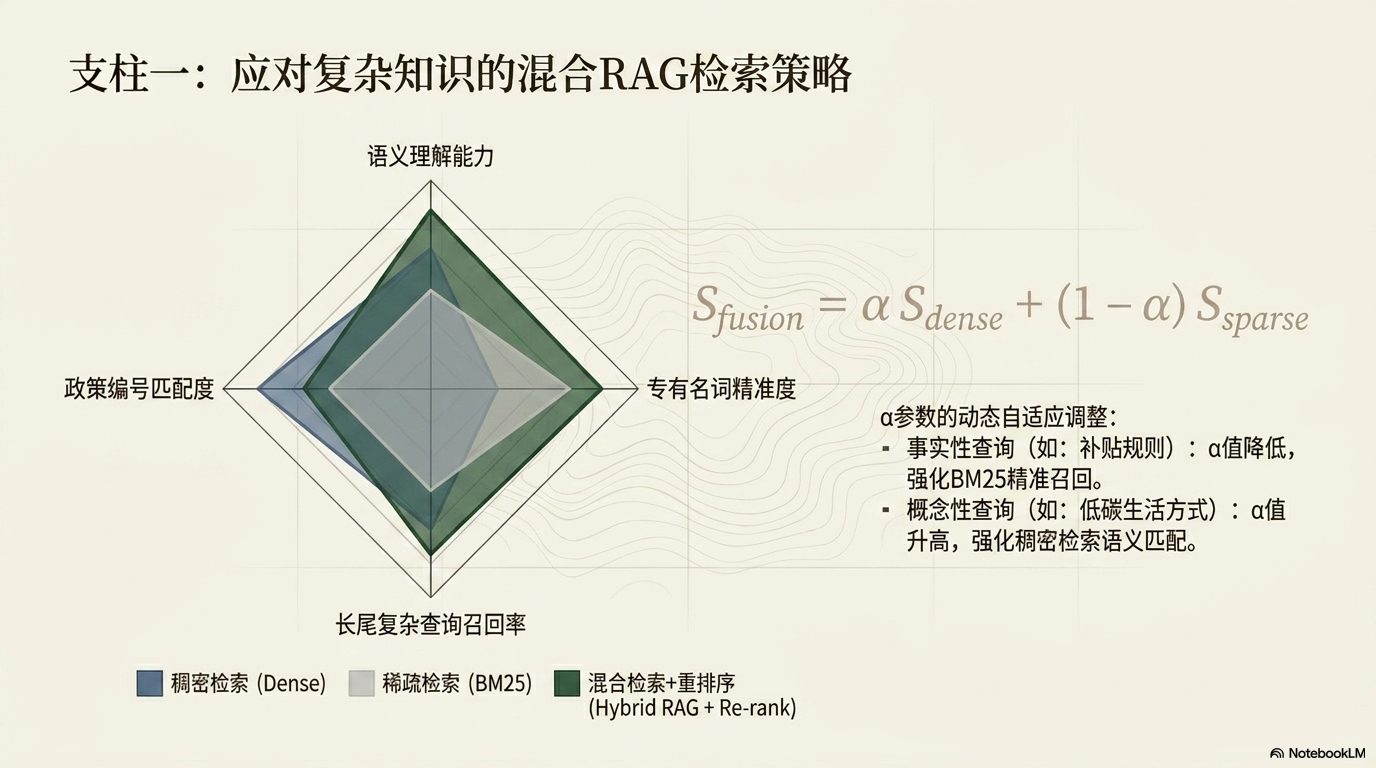 支柱一：应对复杂知识的混合RAG检索策略
语义理解能力
政策编号匹配度
专有名词精准度
长尾复杂查询召回率
稠密检索 (Dense)
稀疏检索 (BM25)
混合检索+重排序
(Hybrid RAG + Re-rank)
S_fusion = α S_dense + (1 − α) S_sparse
α参数的动态自适应调整：
▪ 事实性查询（如：补贴规则）：α值降低，
强化BM25精准召回。
▪ 概念性查询（如：低碳生活方式）：α值
升高，强化稠密检索语义匹配。
NotebookLM